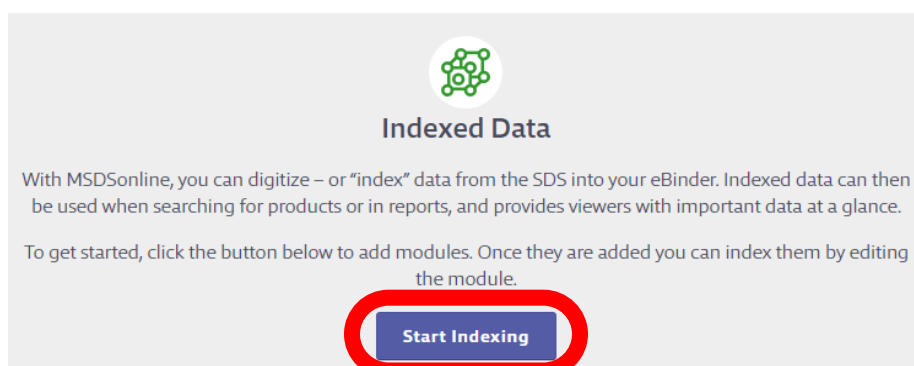 Indexed Data
With MSDSonline, you can digitize – or “index” data from the SDS into your eBinder. Indexed data can then
be used when searching for products or in reports, and provides viewers with important data at a glance.
To get started, click the button below to add modules. Once they are added you can index them by editing
the module.
Start Indexing